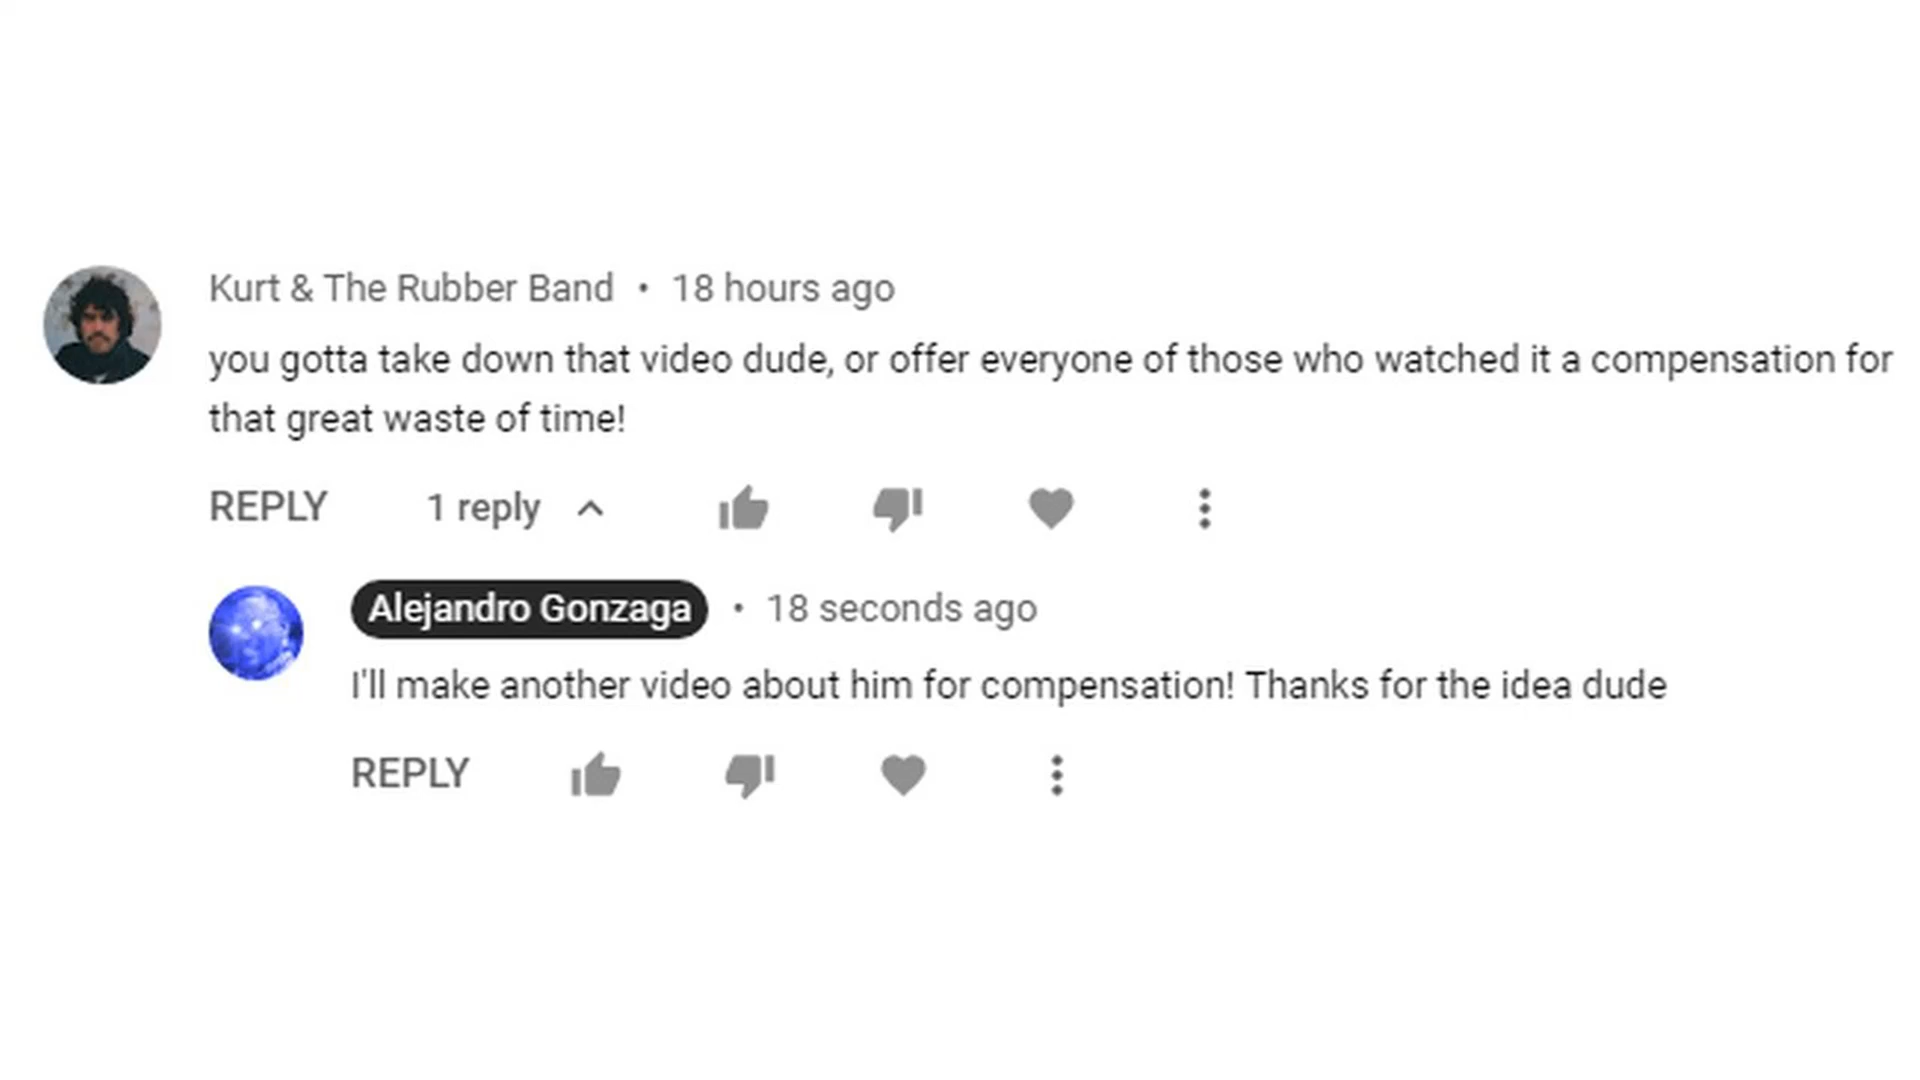 Kurt & The Rubber Band • 18 hours ago
you gotta take down that video dude, or offer everyone of those who watched it a compensation for
that great waste of time!
REPLY 1 reply
Alejandro Gonzaga • 18 seconds ago
I'll make another video about him for compensation! Thanks for the idea dude
REPLY